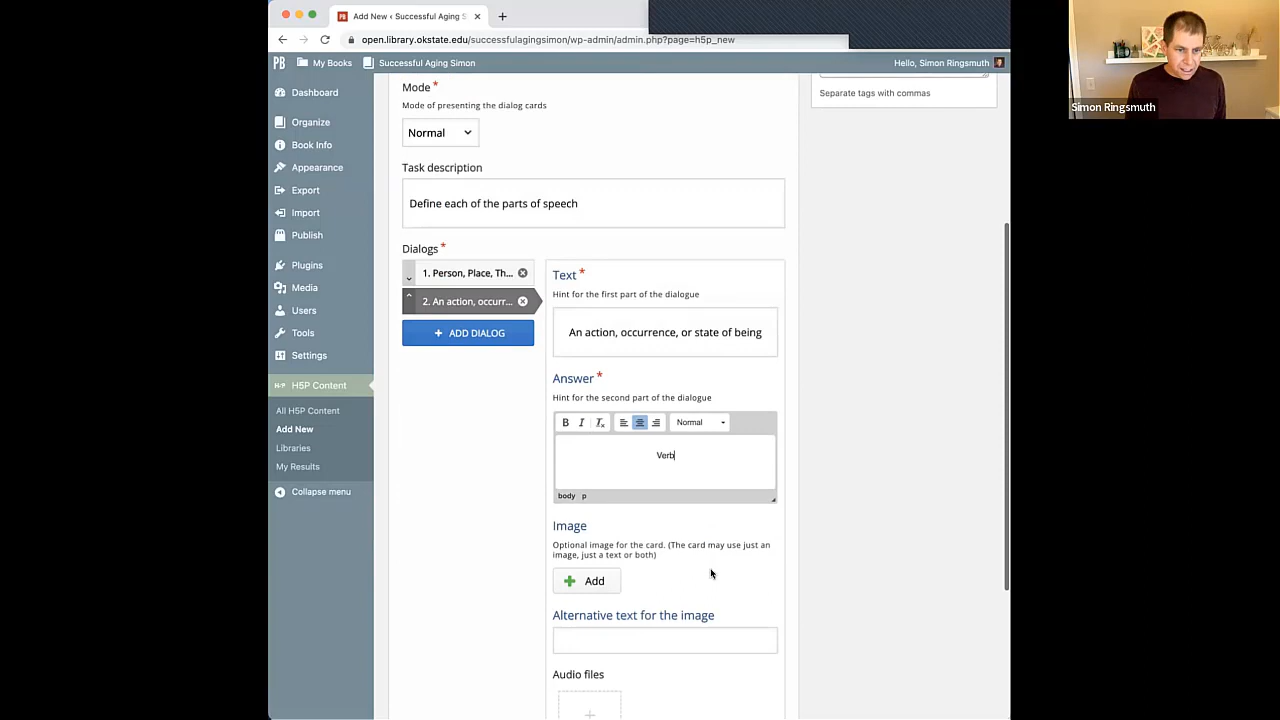 Add New ‹ Successful Aging S
open.library.okstate.edu/successfulagingsimon/wp-admin/admin.php?page=h5p_new
My Books
Successful Aging Simon
Hello, Simon Ringsmuth
Dashboard
Organize
Book Info
Appearance
Export
Import
Publish
Plugins
Media
Users
Tools
Settings
H5P Content
All H5P Content
Add New
Libraries
My Results
Collapse menu
Mode *
Mode of presenting the dialog cards
Normal
Task description
Define each of the parts of speech
Dialogs *
1. Person, Place, Th...
2. An action, occurr...
ADD DIALOG
Text *
Hint for the first part of the dialogue
An action, occurrence, or state of being
Answer *
Hint for the second part of the dialogue
B I Tx Normal
Verb
body p
Image
Optional image for the card. (The card may use just an
image, just a text or both)
Add
Alternative text for the image
Audio files
Separate tags with commas
Simon Ringsmuth